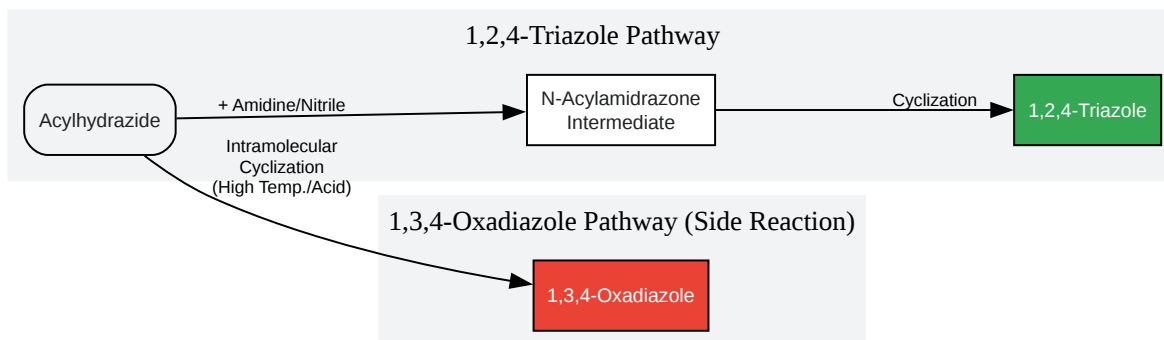 1,2,4-Triazole Pathway
Acylhydrazide
+ Amidine/Nitrile
N-Acylamidrazone
Intermediate
Cyclization
1,2,4-Triazole
Intramolecular
Cyclization
(High Temp./Acid)
1,3,4-Oxadiazole Pathway (Side Reaction)
1,3,4-Oxadiazole